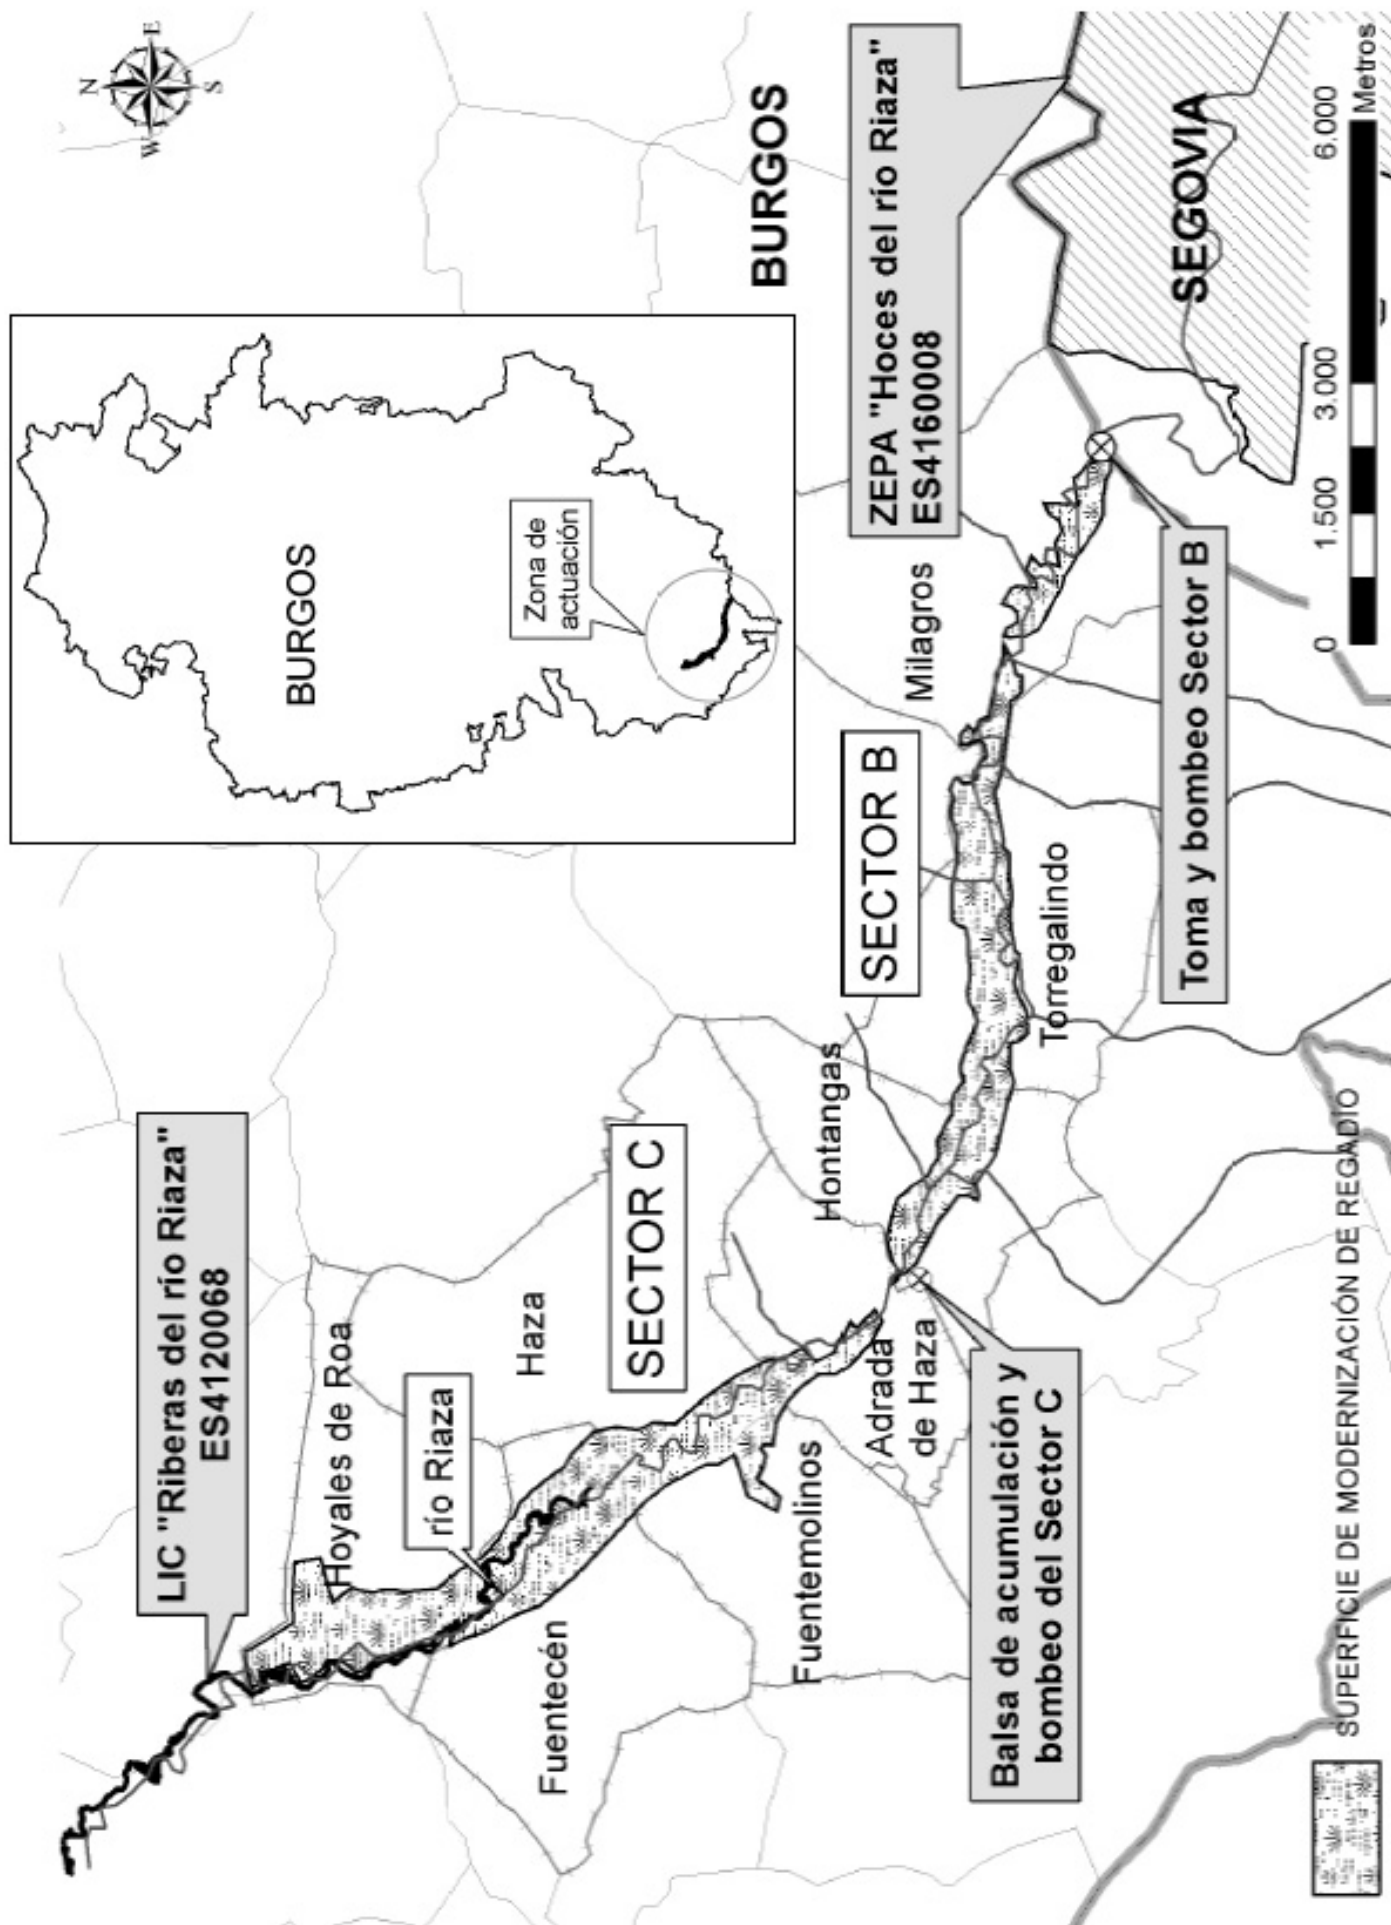 N
E
S
W
BURGOS
Zona de
actuación
BURGOS
LIC "Riberas del río Riaza"
ES4120068
Hoyales de Roa
río Riaza
Haza
SECTOR C
Fuentecén
Fuentemolinos
Adrada
de Haza
Hontangas
SECTOR B
Milagros
Torregalindo
ZEPA "Hoces del río Riaza"
ES4160008
SEGOVIA
Balsa de acumulación y
bombeo del Sector C
Toma y bombeo Sector B
SUPERFICIE DE MODERNIZACIÓN DE REGADÍO
0 1.500 3.000 6.000
Metros